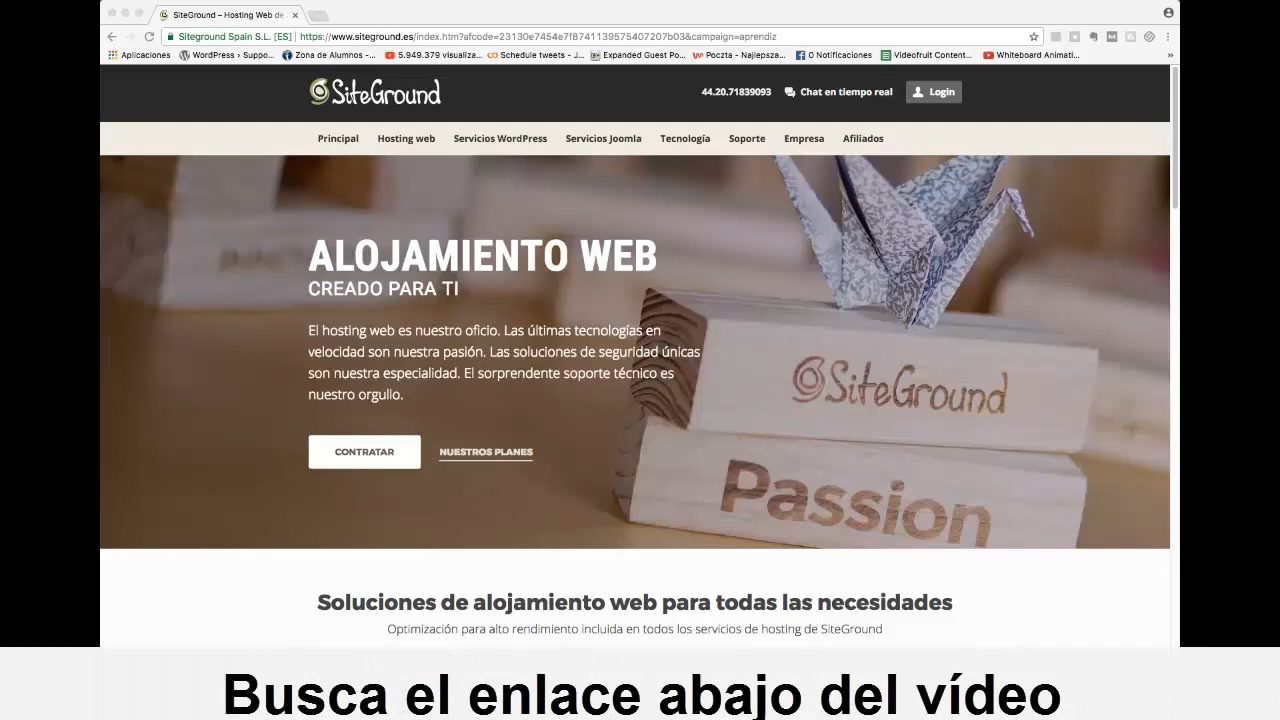 SiteGround – Hosting Web de
Siteground Spain S.L. [ES] https://www.siteground.es/index.htm?afcode=23130e7454e7f8741139575407207b03&campaign=aprendiz
Aplicaciones WordPress › Suppo... Zona de Alumnos -... 5.949.379 visualiza... Schedule tweets - J... Expanded Guest Po... Poczta - Najlepsza... 0 Notificaciones Videofruit Content... Whiteboard Animati...
SiteGround
44.20.71839093 Chat en tiempo real Login
Principal Hosting web Servicios WordPress Servicios Joomla Tecnología Soporte Empresa Afiliados
ALOJAMIENTO WEB
CREADO PARA TI
El hosting web es nuestro oficio. Las últimas tecnologías en
velocidad son nuestra pasión. Las soluciones de seguridad únicas
son nuestra especialidad. El sorprendente soporte técnico es
nuestro orgullo.
SiteGround
Passion
CONTRATAR NUESTROS PLANES
Soluciones de alojamiento web para todas las necesidades
Optimización para alto rendimiento incluida en todos los servicios de hosting de SiteGround
Busca el enlace abajo del vídeo